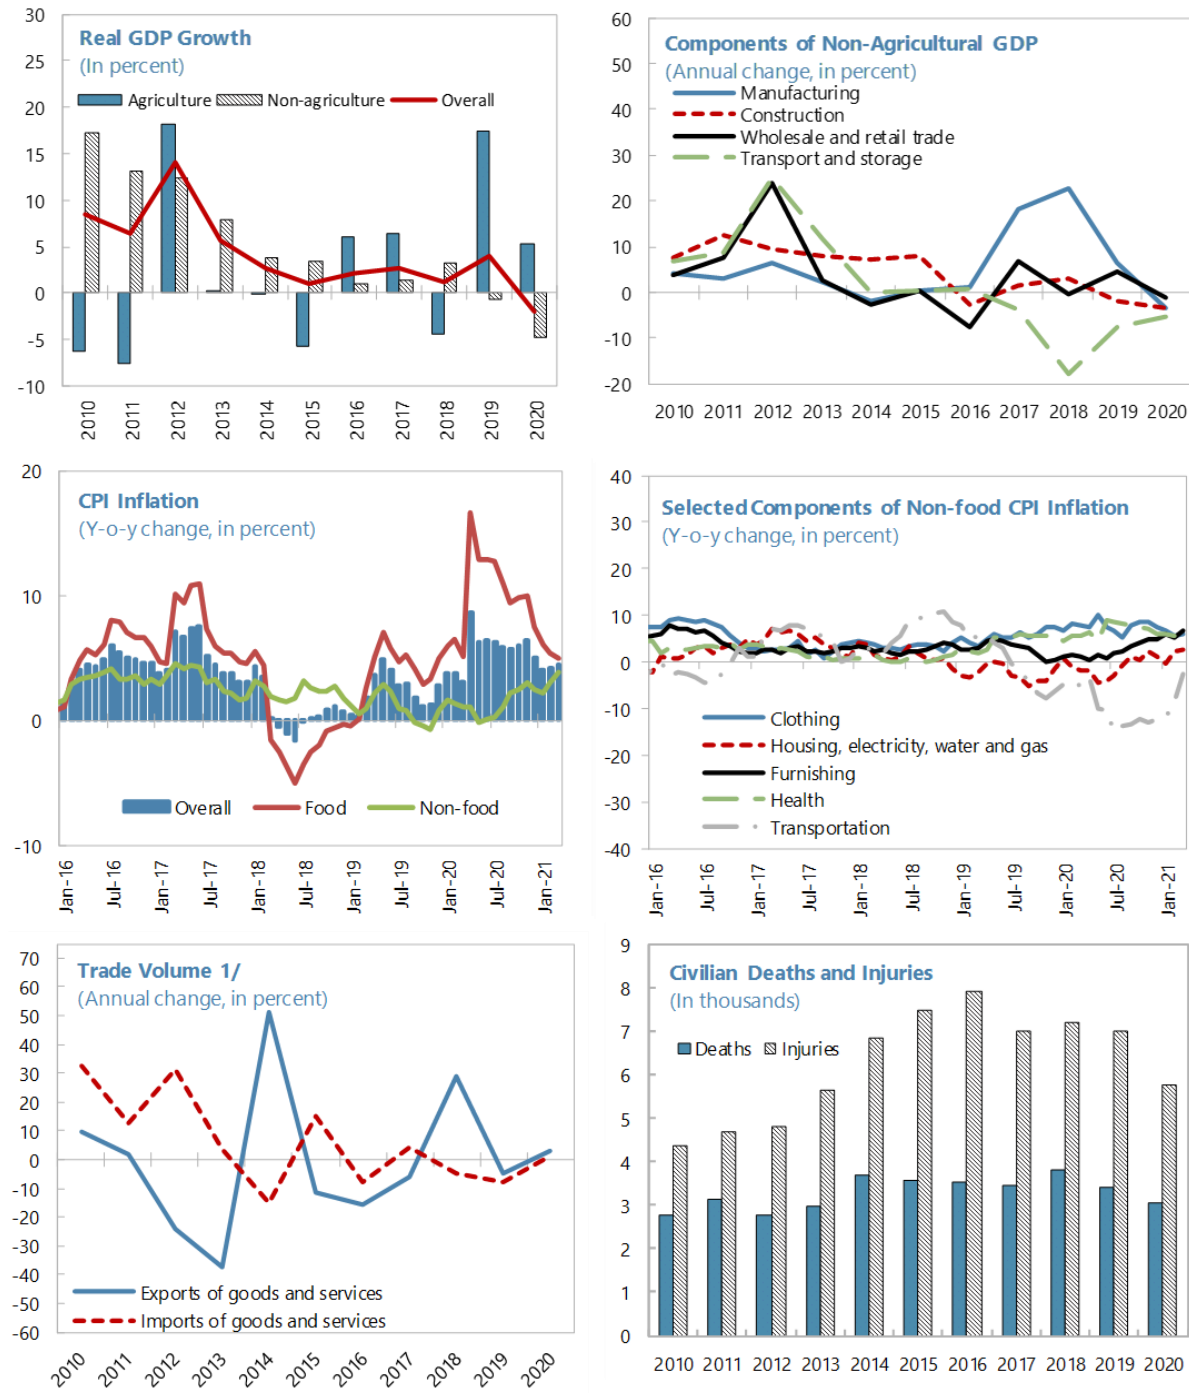 Real GDP Growth
(In percent)
Agriculture Non-agriculture Overall
30
25
20
15
10
5
0
-5
-10
2010 2011 2012 2013 2014 2015 2016 2017 2018 2019 2020
Components of Non-Agricultural GDP
(Annual change, in percent)
Manufacturing
Construction
Wholesale and retail trade
Transport and storage
60
50
40
30
20
10
0
-10
-20
2010 2011 2012 2013 2014 2015 2016 2017 2018 2019 2020
CPI Inflation
(Y-o-y change, in percent)
20
10
0
-10
Overall Food Non-food
Jan-16 Jul-16 Jan-17 Jul-17 Jan-18 Jul-18 Jan-19 Jul-19 Jan-20 Jul-20 Jan-21
Selected Components of Non-food CPI Inflation
(Y-o-y change, in percent)
40
30
20
10
0
-10
-20
-30
-40
Clothing
Housing, electricity, water and gas
Furnishing
Health
Transportation
Jan-16 Jul-16 Jan-17 Jul-17 Jan-18 Jul-18 Jan-19 Jul-19 Jan-20 Jul-20 Jan-21
Trade Volume 1/
(Annual change, in percent)
70
60
50
40
30
20
10
0
-10
-20
-30
-40
-50
-60
Exports of goods and services
Imports of goods and services
2010 2011 2012 2013 2014 2015 2016 2017 2018 2019 2020
Civilian Deaths and Injuries
(In thousands)
Deaths Injuries
9
8
7
6
5
4
3
2
1
0
2010 2011 2012 2013 2014 2015 2016 2017 2018 2019 2020